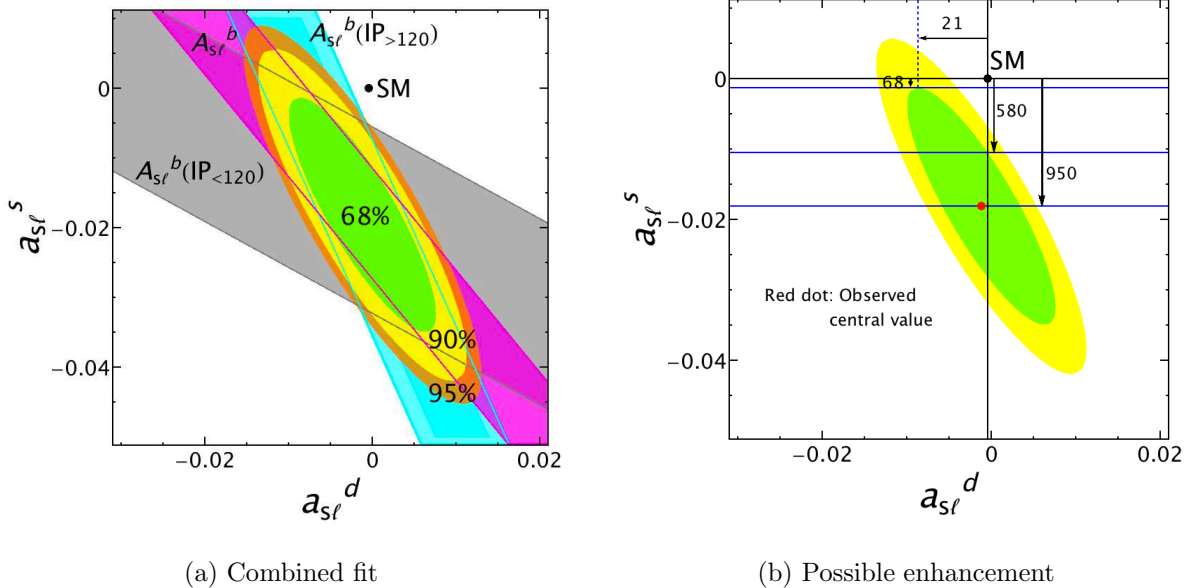 0
−0.02
−0.04
a_sℓ^s
A_sℓ^b
A_sℓ^b(IP>120)
SM
A_sℓ^b(IP<120)
68%
90%
95%
−0.02
0
0.02
a_sℓ^d
(a) Combined fit
0
−0.02
−0.04
a_sℓ^s
21
SM
68
580
950
Red dot: Observed
central value
−0.02
0
0.02
a_sℓ^d
(b) Possible enhancement